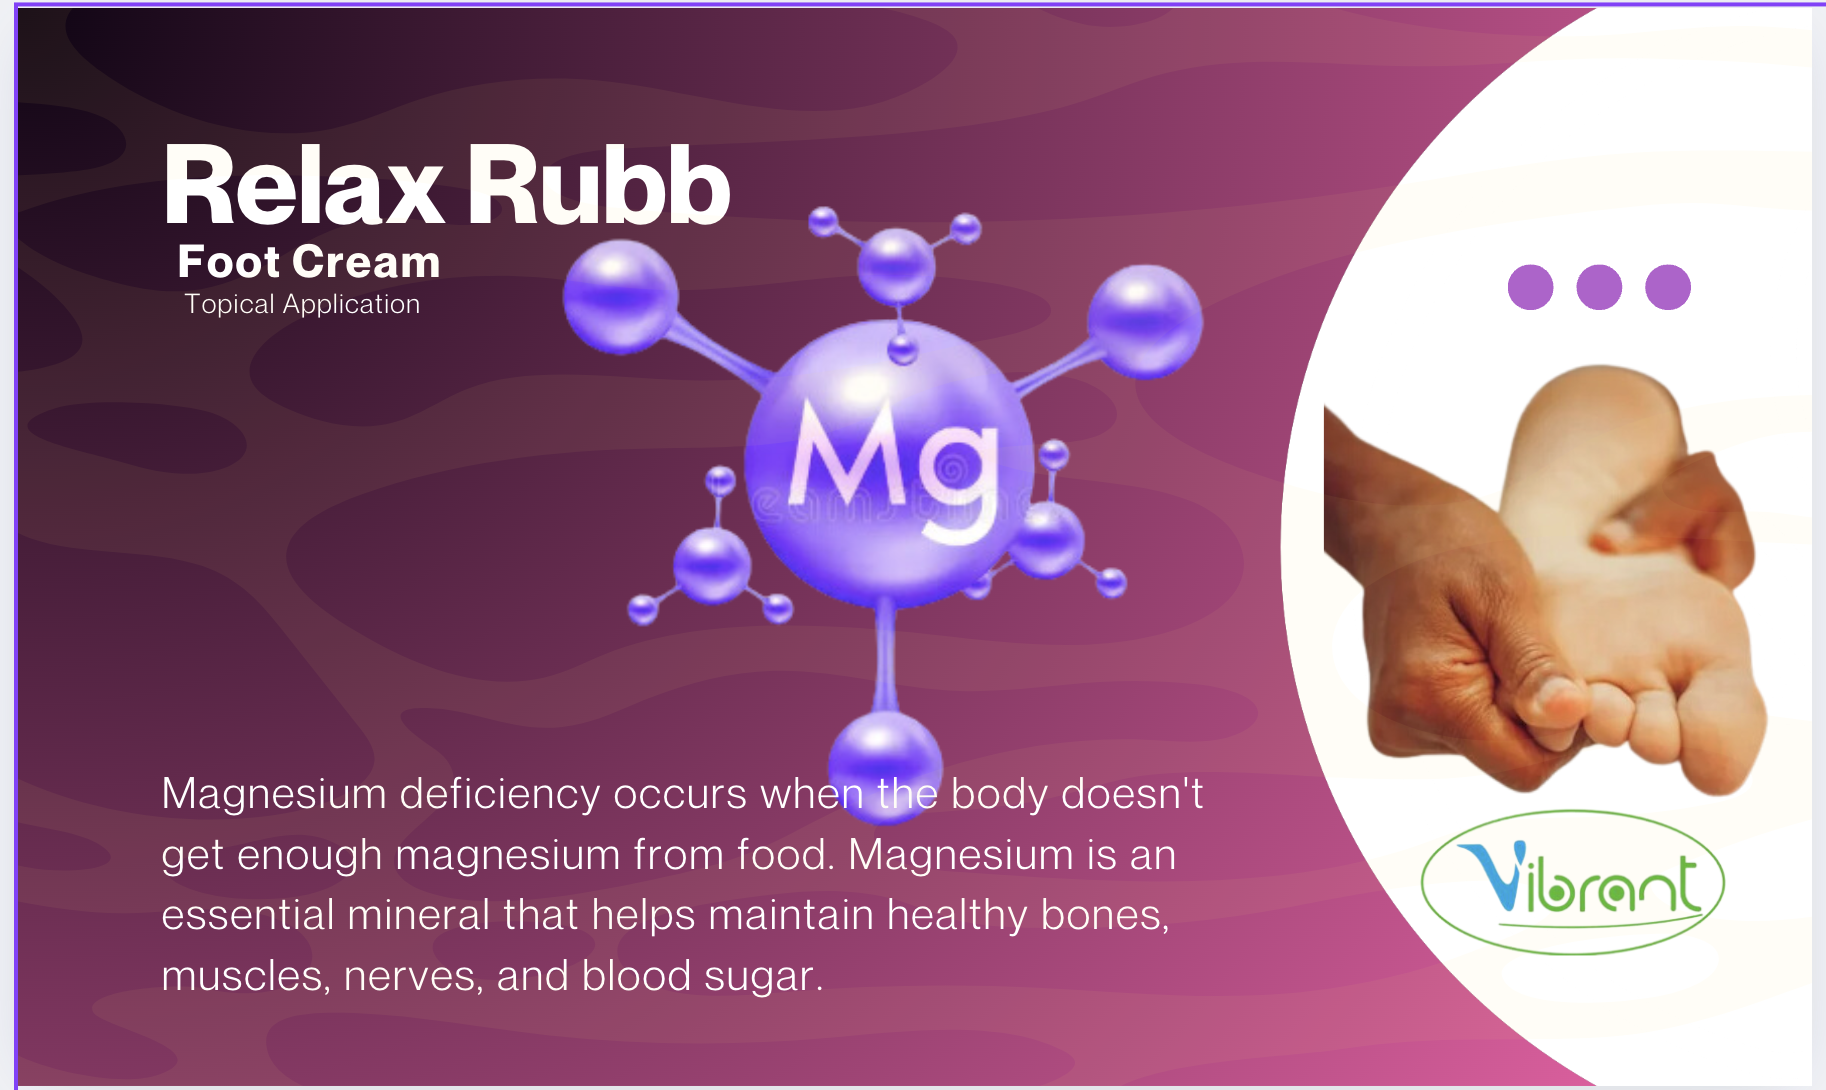 Relax Rubb
Foot Cream
Topical Application
Mg
Magnesium deficiency occurs when the body doesn't
get enough magnesium from food. Magnesium is an
essential mineral that helps maintain healthy bones,
muscles, nerves, and blood sugar.
Vibrant